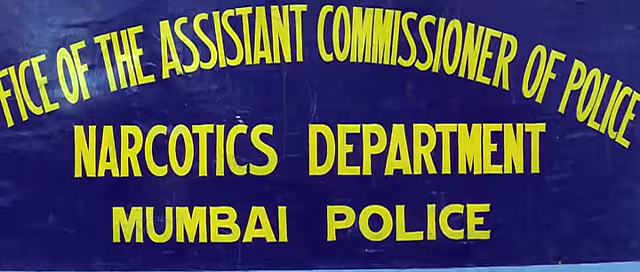 FICE OF THE ASSISTANT COMMISSIONER OF POLICE
NARCOTICS DEPARTMENT
MUMBAI POLICE